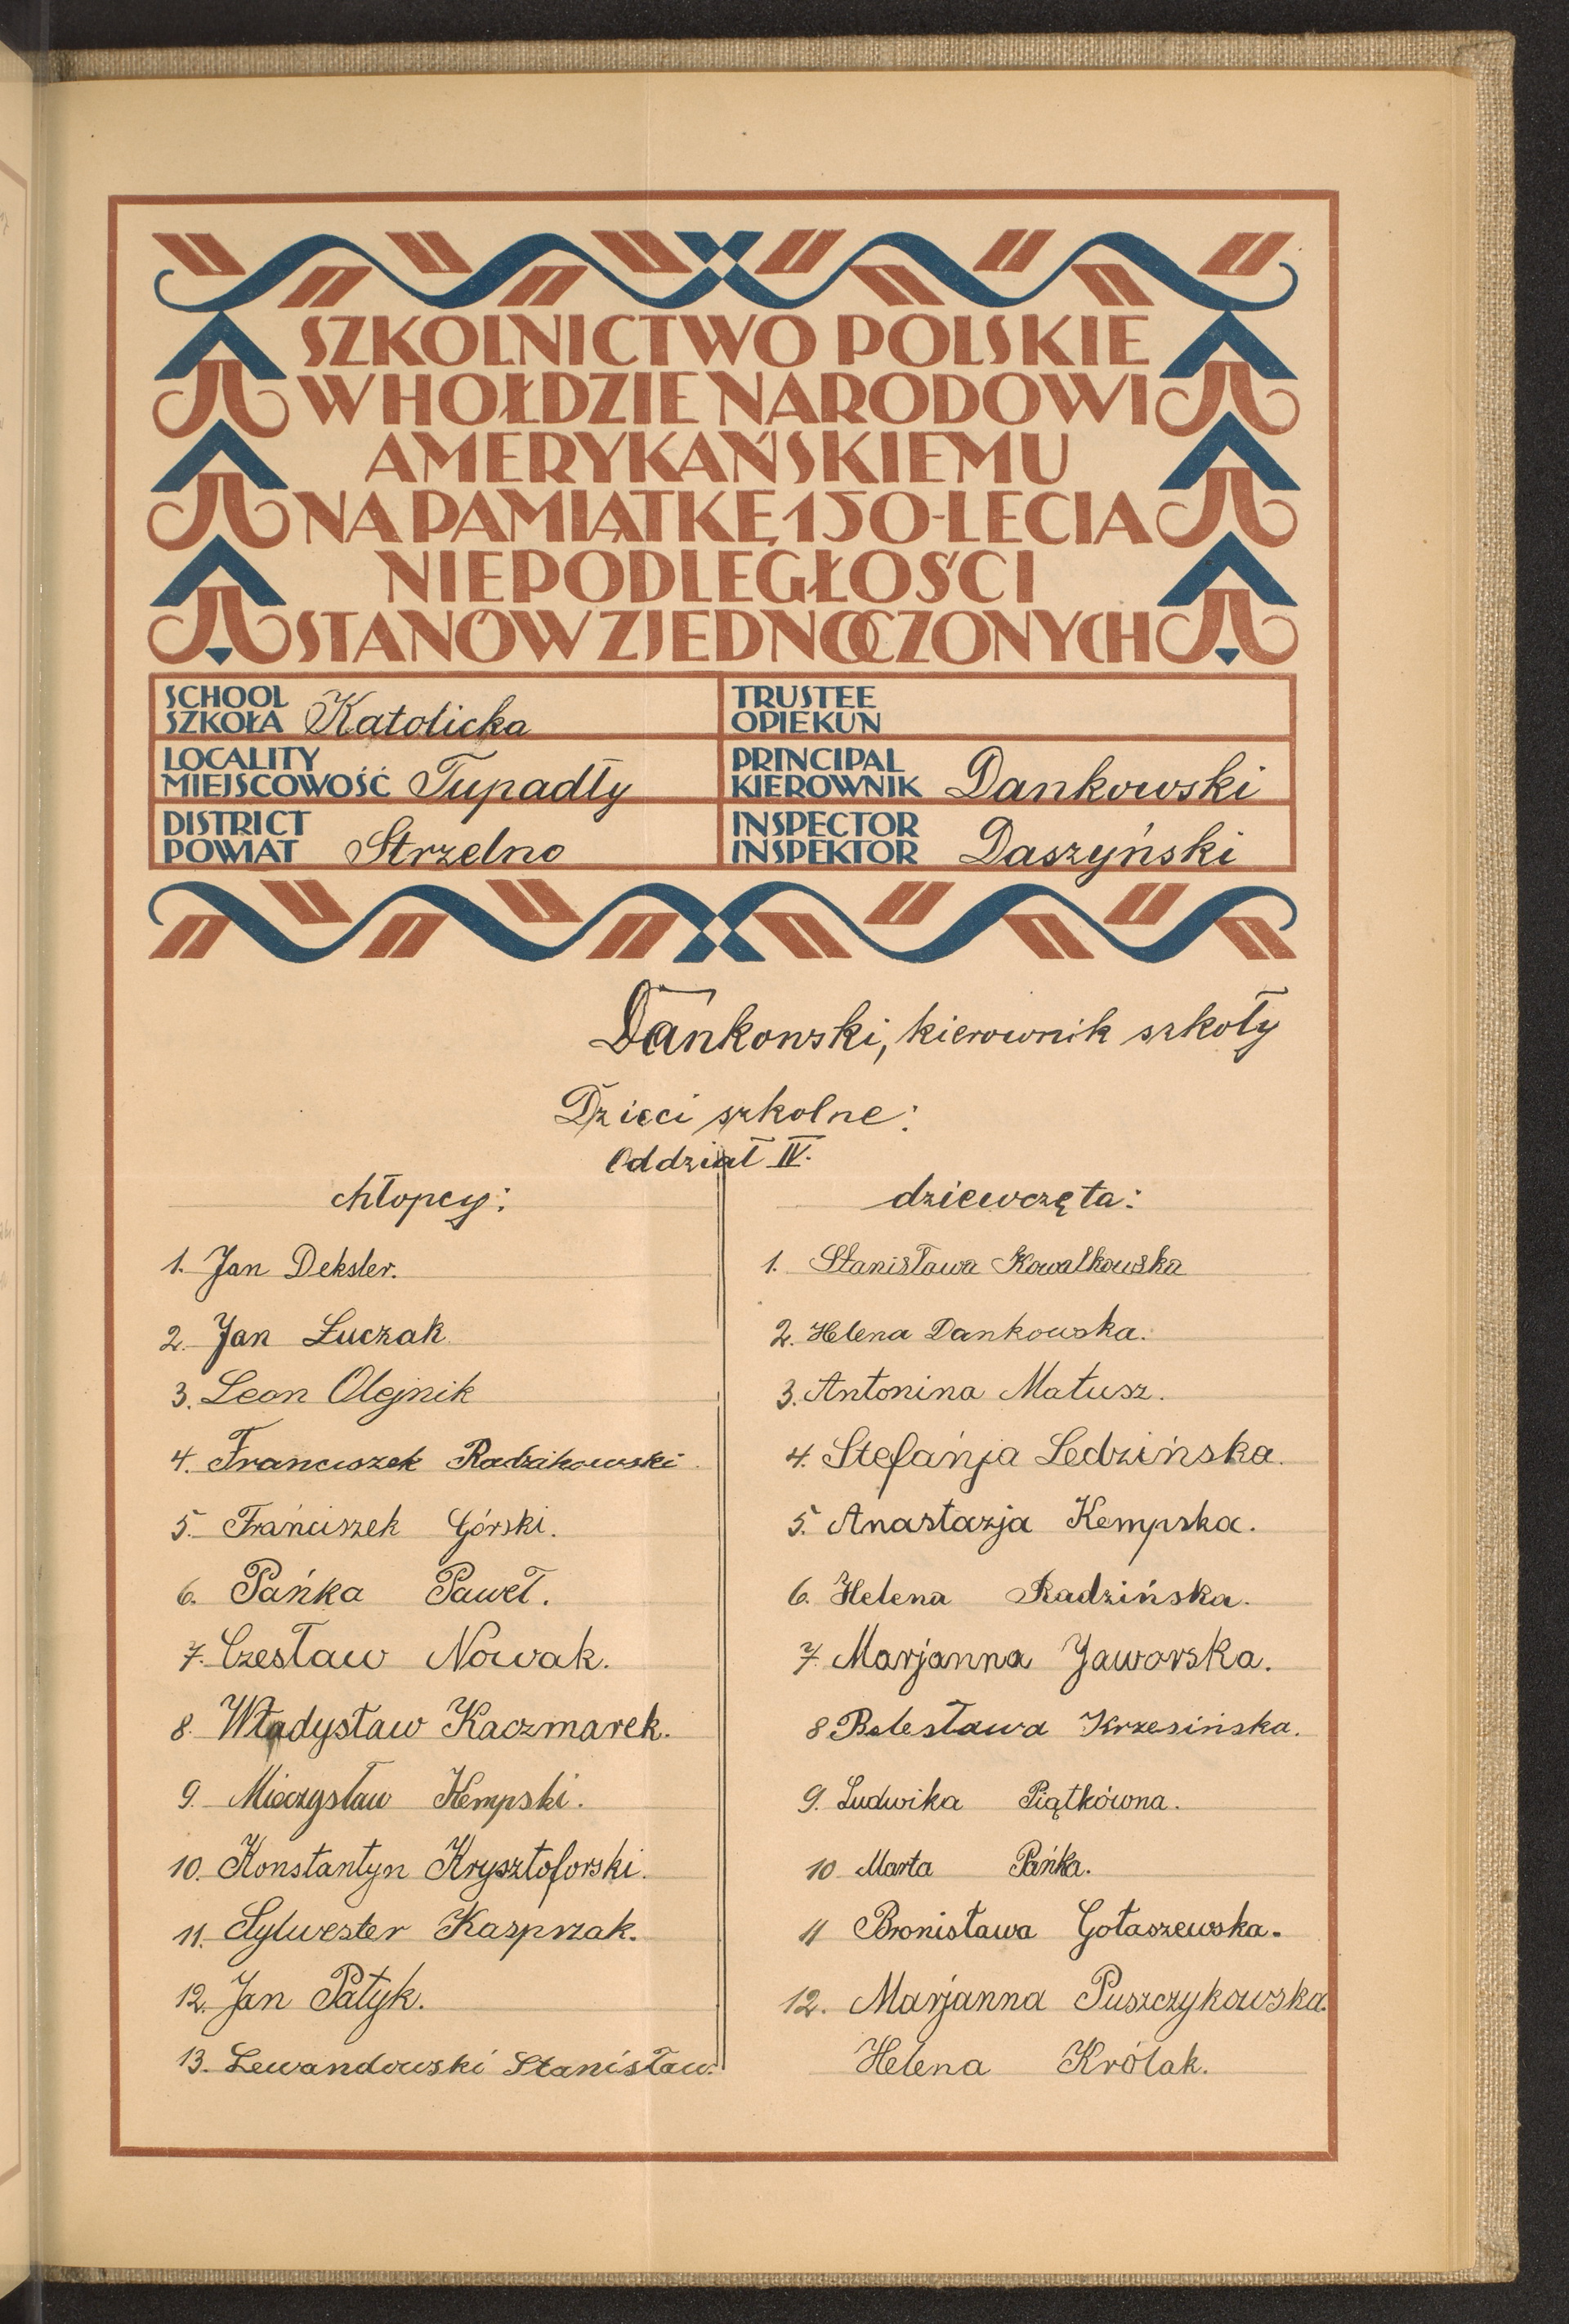 SZKOLNICTWO POLSKIE
W HOŁDZIE NARODOWI
AMERYKAŃSKIEMU
NA PAMIĄTKĘ 150-LECIA
NIEPODLEGŁOŚCI
STANÓW ZJEDNOCZONYCH
SCHOOL
SZKOŁA Katolicka
TRUSTEE
OPIEKUN
LOCALITY
MIEJSCOWOŚĆ Tupadły
PRINCIPAL
KIEROWNIK Dankowski
DISTRICT
POWIAT Strzelno
INSPECTOR
INSPEKTOR Daszyński
Dankowski, kierownik szkoły
Dzieci szkolne:
Oddział IV.
chłopcy:
1. Jan Deksler.
2. Jan Łuczak
3. Leon Olejnik
4. Franciszek Radzikowski
5. Frańciszek Górski.
6. Pańka Paweł.
7. Czesław Nowak.
8. Władysław Kaczmarek.
9. Mieczysław Kempski.
10. Konstantyn Krysztoforski.
11. Sylwester Kasprzak.
12. Jan Patyk.
13. Lewandowski Stanisław.
dziewczęta:
1. Stanisława Kowalkowska
2. Helena Dankowska.
3. Antonina Matusz.
4. Stefańja Ledzińska.
5. Anastazja Kempska.
6. Helena Radzińska.
7. Marjanna Jaworska.
8 Bolesława Krzesińska.
9. Ludwika Piątkówna.
10 Marta Pańka.
11 Bronisława Gołaszewska.
12. Marjanna Puszczykowska.
Helena Królak.